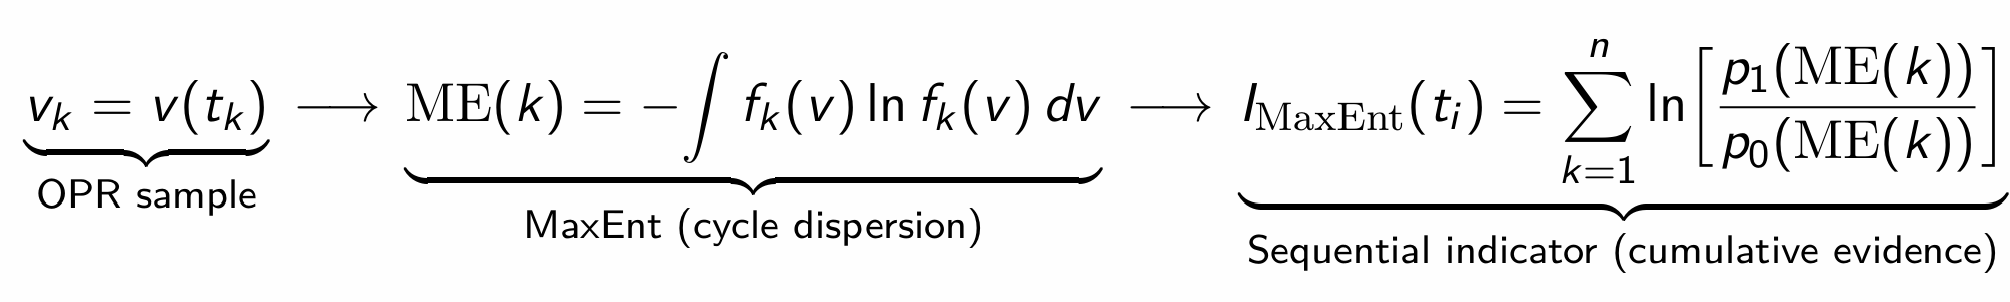 v_k = v(t_k) ⟶ ME(k) = −∫ f_k(v) ln f_k(v) dv ⟶ I_MaxEnt(t_i) = ∑_{k=1}^{n} ln[p_1(ME(k)) / p_0(ME(k))]
OPR sample
MaxEnt (cycle dispersion)
Sequential indicator (cumulative evidence)